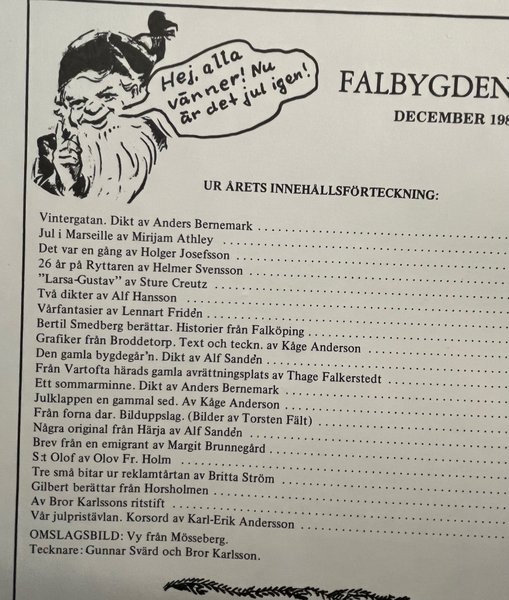 Hej, alla
vänner! Nu
är det jul igen!
FALBYGDEN
DECEMBER 198
UR ÅRETS INNEHÅLLSFÖRTECKNING:
Vintergatan. Dikt av Anders Bernemark
Jul i Marseille av Mirijam Athley
Det var en gång av Holger Josefsson
26 år på Ryttaren av Helmer Svensson
”Larsa-Gustav” av Sture Creutz
Två dikter av Alf Hansson
Vårfantasier av Lennart Fridén
Bertil Smedberg berättar. Historier från Falköping
Grafiker från Broddetorp. Text och teckn. av Kåge Anderson
Den gamla bygdegår’n. Dikt av Alf Sandén
Från Vartofta härads gamla avrättningsplats av Thage Falkerstedt
Ett sommarminne. Dikt av Anders Bernemark
Julklappen en gammal sed. Av Kåge Anderson
Från forna dar. Bilduppslag. (Bilder av Torsten Fält)
Några original från Härja av Alf Sandén
Brev från en emigrant av Margit Brunnegård
S:t Olof av Olov Fr. Holm
Tre små bitar ur reklamtårtan av Britta Ström
Gilbert berättar från Horsholmen
Av Bror Karlssons ritstift
Vår julpristävlan. Korsord av Karl-Erik Andersson
OMSLAGSBILD: Vy från Mösseberg.
Tecknare: Gunnar Svärd och Bror Karlsson.